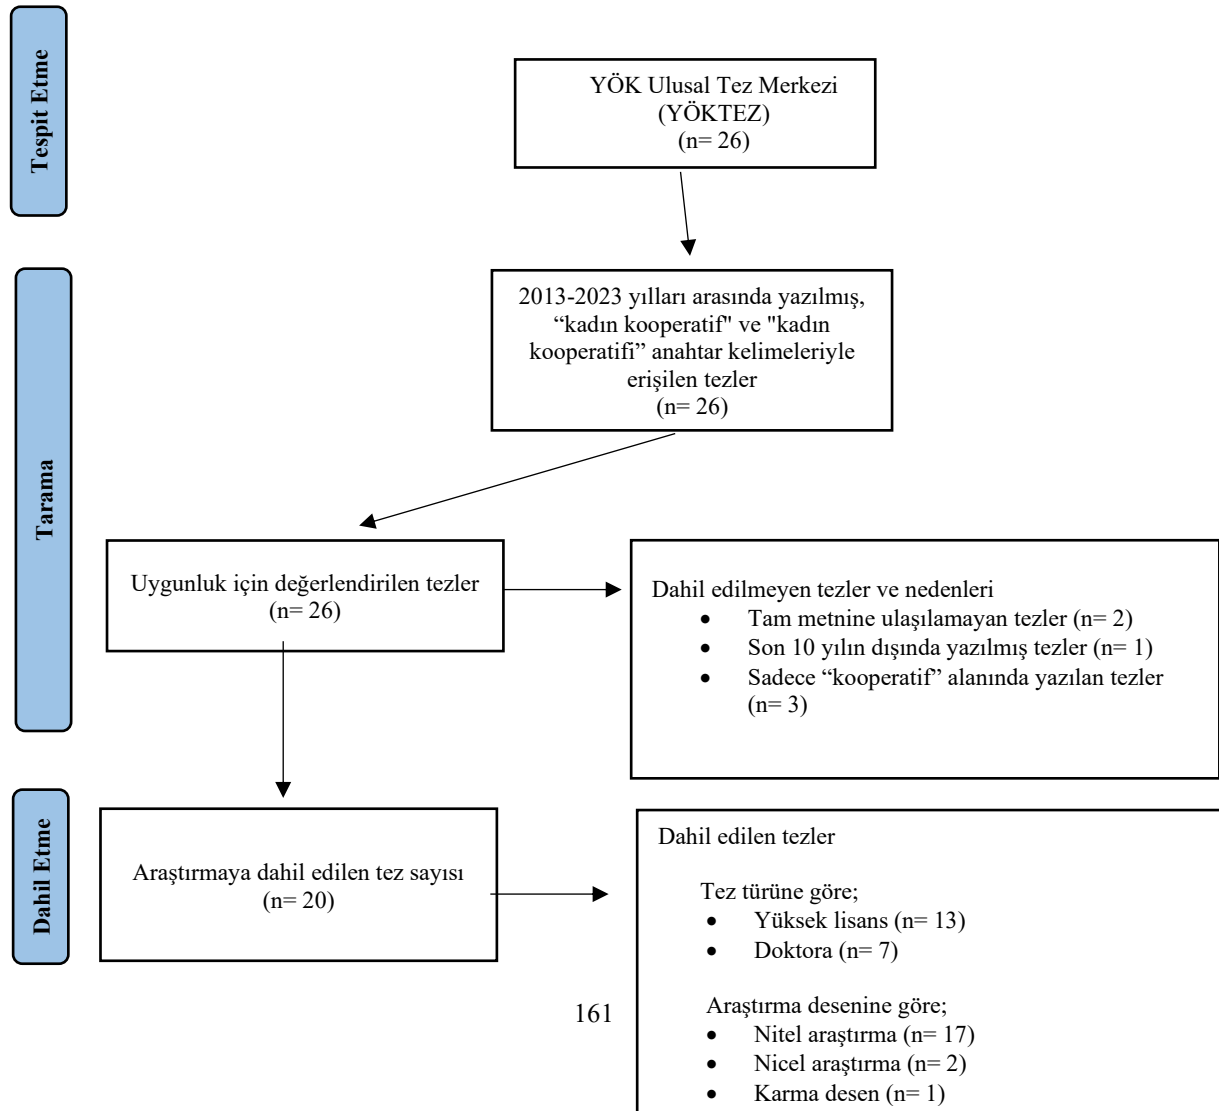 Tespit Etme
YÖK Ulusal Tez Merkezi
(YÖKTEZ)
(n= 26)
Tarama
2013-2023 yılları arasında yazılmış,
“kadın kooperatif" ve "kadın
kooperatifi” anahtar kelimeleriyle
erişilen tezler
(n= 26)
Uygunluk için değerlendirilen tezler
(n= 26)
Dahil edilmeyen tezler ve nedenleri
• Tam metnine ulaşılamayan tezler (n= 2)
• Son 10 yılın dışında yazılmış tezler (n= 1)
• Sadece “kooperatif” alanında yazılan tezler
(n= 3)
Dahil Etme
Araştırmaya dahil edilen tez sayısı
(n= 20)
Dahil edilen tezler
Tez türüne göre;
• Yüksek lisans (n= 13)
• Doktora (n= 7)
Araştırma desenine göre;
• Nitel araştırma (n= 17)
• Nicel araştırma (n= 2)
• Karma desen (n= 1)
161